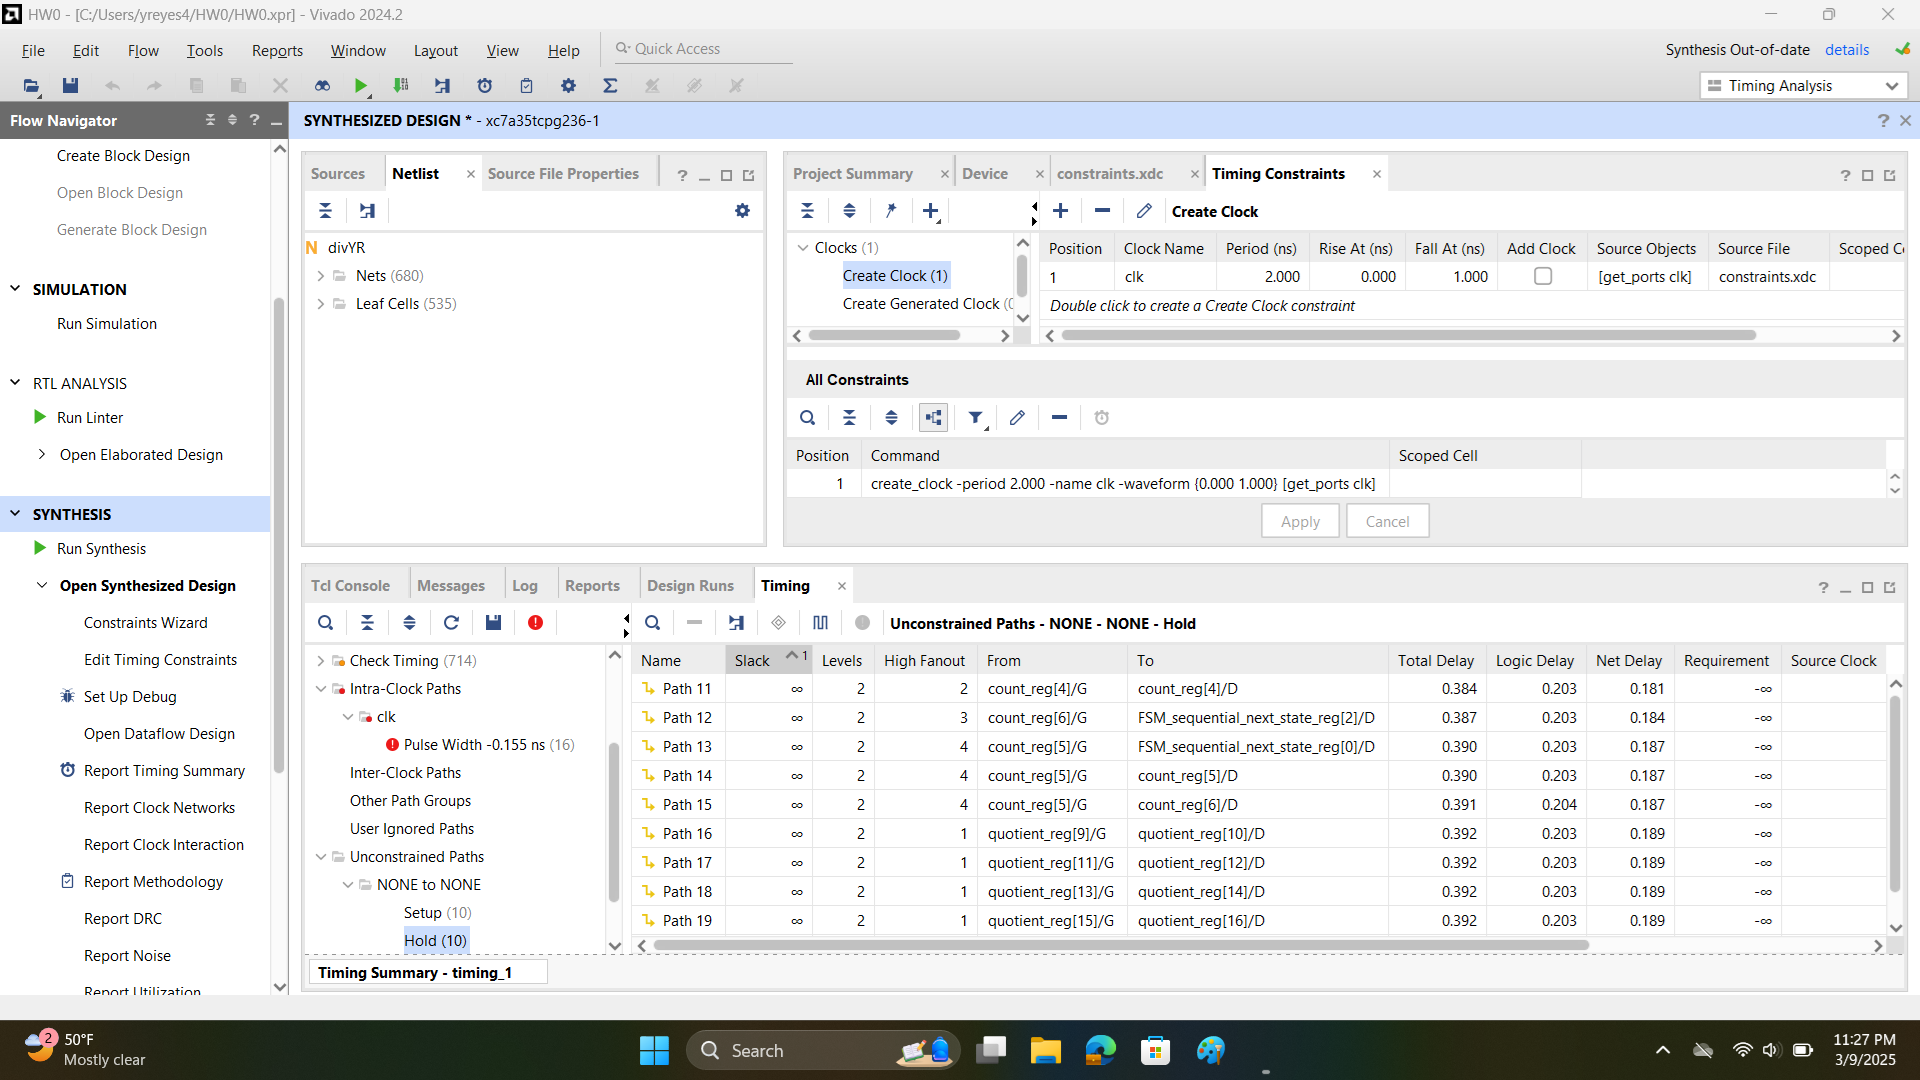 HW0 - [C:/Users/yreyes4/HW0/HW0.xpr] - Vivado 2024.2
File Edit Flow Tools Reports Window Layout View Help Quick Access
Synthesis Out-of-date details
Timing Analysis
Flow Navigator
SYNTHESIZED DESIGN * - xc7a35tcpg236-1
Create Block Design
Open Block Design
Generate Block Design
SIMULATION
Run Simulation
RTL ANALYSIS
Run Linter
Open Elaborated Design
SYNTHESIS
Run Synthesis
Open Synthesized Design
Constraints Wizard
Edit Timing Constraints
Set Up Debug
Open Dataflow Design
Report Timing Summary
Report Clock Networks
Report Clock Interaction
Report Methodology
Report DRC
Report Noise
Report Utilization
Sources Netlist Source File Properties
N divYR
Nets (680)
Leaf Cells (535)
Project Summary Device constraints.xdc Timing Constraints
Create Clock
Clocks (1)
Create Clock (1)
Create Generated Clock (0
Position Clock Name Period (ns) Rise At (ns) Fall At (ns) Add Clock Source Objects Source File Scoped Ce
1 clk 2.000 0.000 1.000 [get_ports clk] constraints.xdc
Double click to create a Create Clock constraint
All Constraints
Position Command Scoped Cell
1 create_clock -period 2.000 -name clk -waveform {0.000 1.000} [get_ports clk]
Apply Cancel
Tcl Console Messages Log Reports Design Runs Timing
Unconstrained Paths - NONE - NONE - Hold
Check Timing (714)
Intra-Clock Paths
clk
Pulse Width -0.155 ns (16)
Inter-Clock Paths
Other Path Groups
User Ignored Paths
Unconstrained Paths
NONE to NONE
Setup (10)
Hold (10)
Name Slack 1 Levels High Fanout From To Total Delay Logic Delay Net Delay Requirement Source Clock
Path 11 ∞ 2 2 count_reg[4]/G count_reg[4]/D 0.384 0.203 0.181 -∞
Path 12 ∞ 2 3 count_reg[6]/G FSM_sequential_next_state_reg[2]/D 0.387 0.203 0.184 -∞
Path 13 ∞ 2 4 count_reg[5]/G FSM_sequential_next_state_reg[0]/D 0.390 0.203 0.187 -∞
Path 14 ∞ 2 4 count_reg[5]/G count_reg[5]/D 0.390 0.203 0.187 -∞
Path 15 ∞ 2 4 count_reg[5]/G count_reg[6]/D 0.391 0.204 0.187 -∞
Path 16 ∞ 2 1 quotient_reg[9]/G quotient_reg[10]/D 0.392 0.203 0.189 -∞
Path 17 ∞ 2 1 quotient_reg[11]/G quotient_reg[12]/D 0.392 0.203 0.189 -∞
Path 18 ∞ 2 1 quotient_reg[13]/G quotient_reg[14]/D 0.392 0.203 0.189 -∞
Path 19 ∞ 2 1 quotient_reg[15]/G quotient_reg[16]/D 0.392 0.203 0.189 -∞
Timing Summary - timing_1
2
50°F
Mostly clear
Search
11:27 PM
3/9/2025